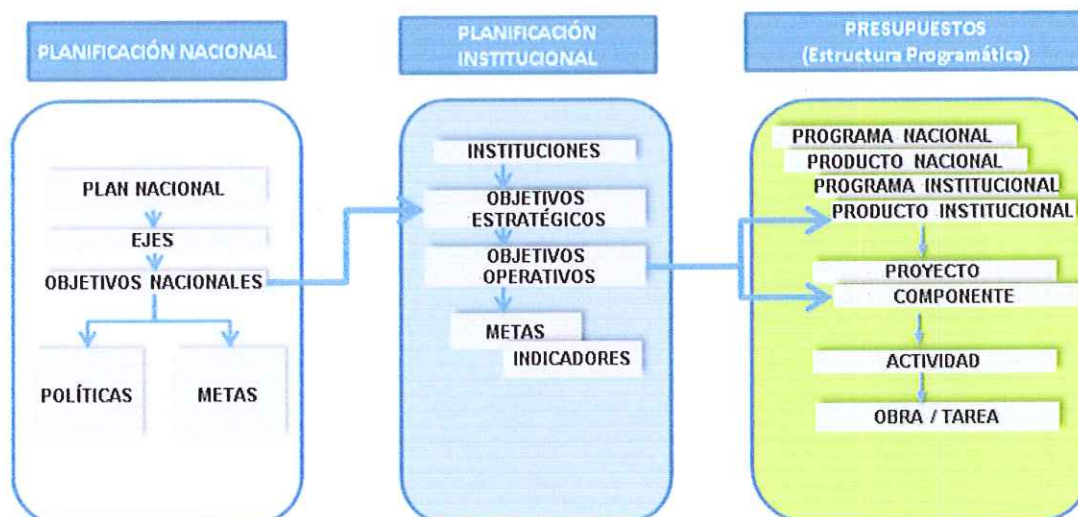 PLANIFICACIÓN NACIONAL
PLAN NACIONAL
EJES
OBJETIVOS NACIONALES
POLÍTICAS
METAS
PLANIFICACIÓN
INSTITUCIONAL
INSTITUCIONES
OBJETIVOS
ESTRATÉGICOS
OBJETIVOS
OPERATIVOS
METAS
INDICADORES
PRESUPUESTOS
(Estructura Programática)
PROGRAMA NACIONAL
PRODUCTO NACIONAL
PROGRAMA INSTITUCIONAL
PRODUCTO INSTITUCIONAL
PROYECTO
COMPONENTE
ACTIVIDAD
OBRA / TAREA